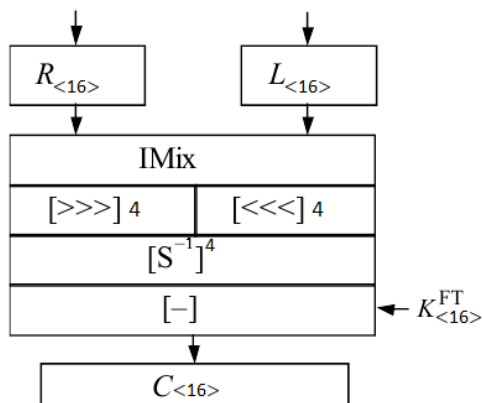 R<16> L<16>
IMix
[>>>] 4 [<<<] 4
[S⁻¹]⁴
[–] K^FT<16>
C<16>